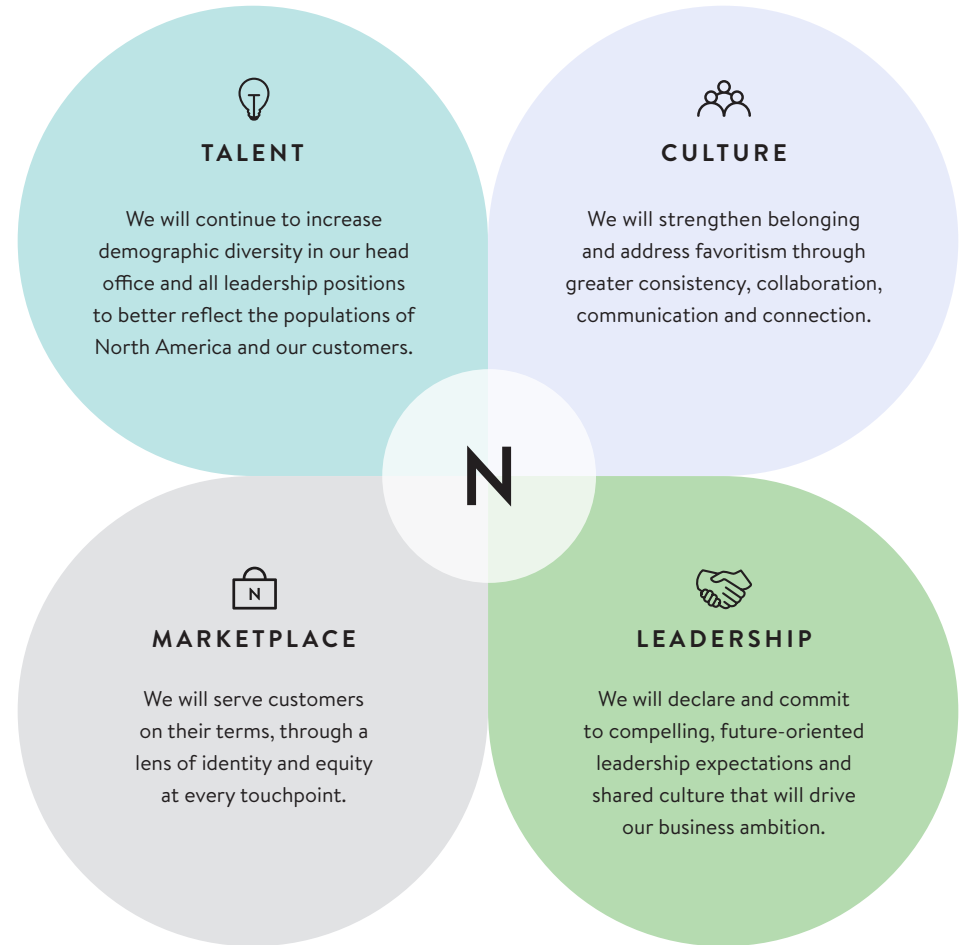 TALENT
We will continue to increase
demographic diversity in our head
office and all leadership positions
to better reflect the populations of
North America and our customers.
CULTURE
We will strengthen belonging
and address favoritism through
greater consistency, collaboration,
communication and connection.
N
N
MARKETPLACE
We will serve customers
on their terms, through a
lens of identity and equity
at every touchpoint.
LEADERSHIP
We will declare and commit
to compelling, future-oriented
leadership expectations and
shared culture that will drive
our business ambition.